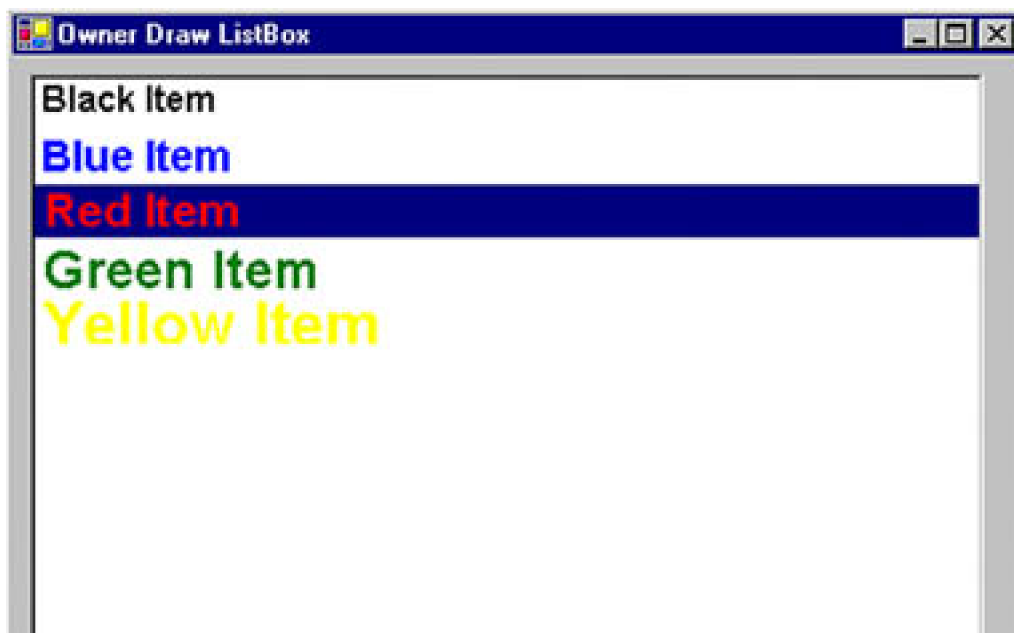 Owner Draw ListBox
Black Item
Blue Item
Red Item
Green Item
Yellow Item